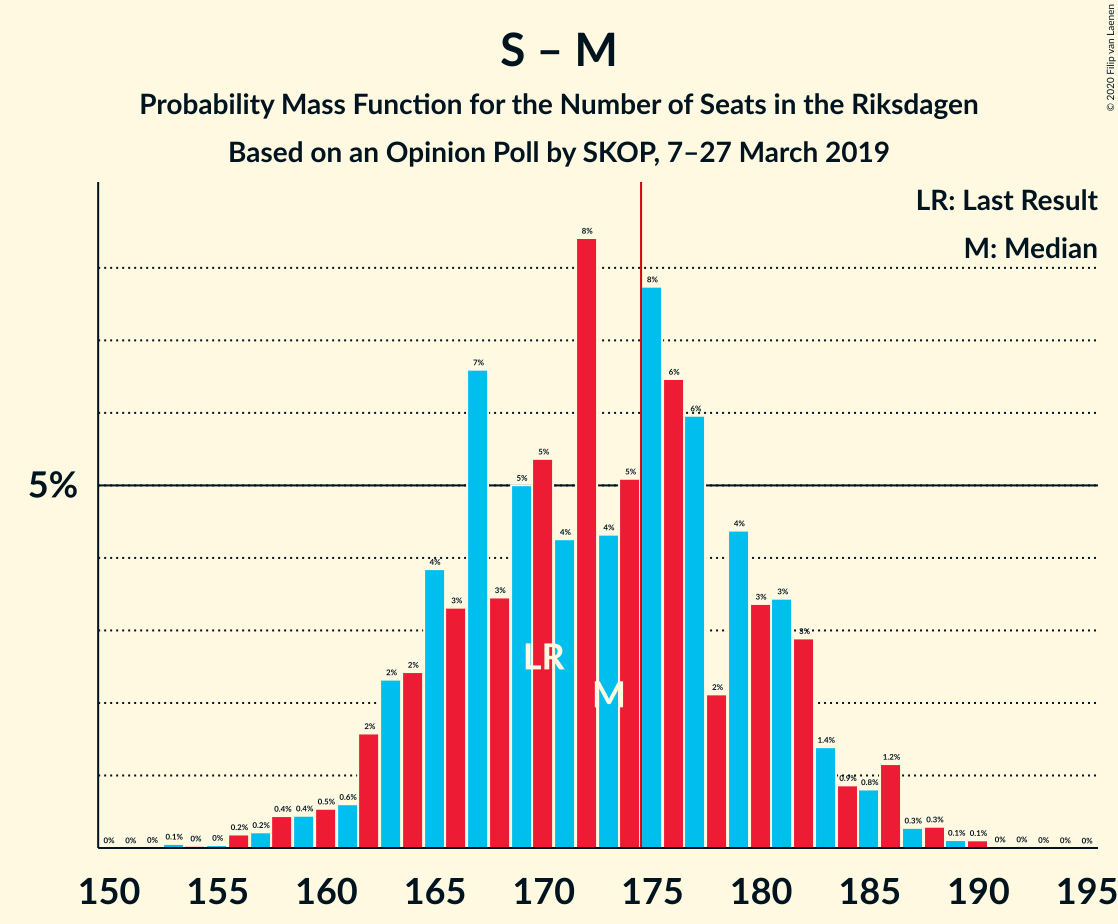 © 2020 Filip van Laenen
S – M
Probability Mass Function for the Number of Seats in the Riksdagen
Based on an Opinion Poll by SKOP, 7–27 March 2019
LR: Last Result
M: Median
5%
0% 0% 0% 0.1% 0% 0% 0.2% 0.2% 0.4% 0.4% 0.5% 0.6% 2% 2% 2% 4% 3% 7% 3% 5% 5% 4% 8% 4% 5% 8% 6% 6% 2% 4% 3% 3% 3% 1.4% 0.9% 0.8% 1.2% 0.3% 0.3% 0.1% 0.1% 0% 0% 0% 0% 0%
LR
M
150 155 160 165 170 175 180 185 190 195